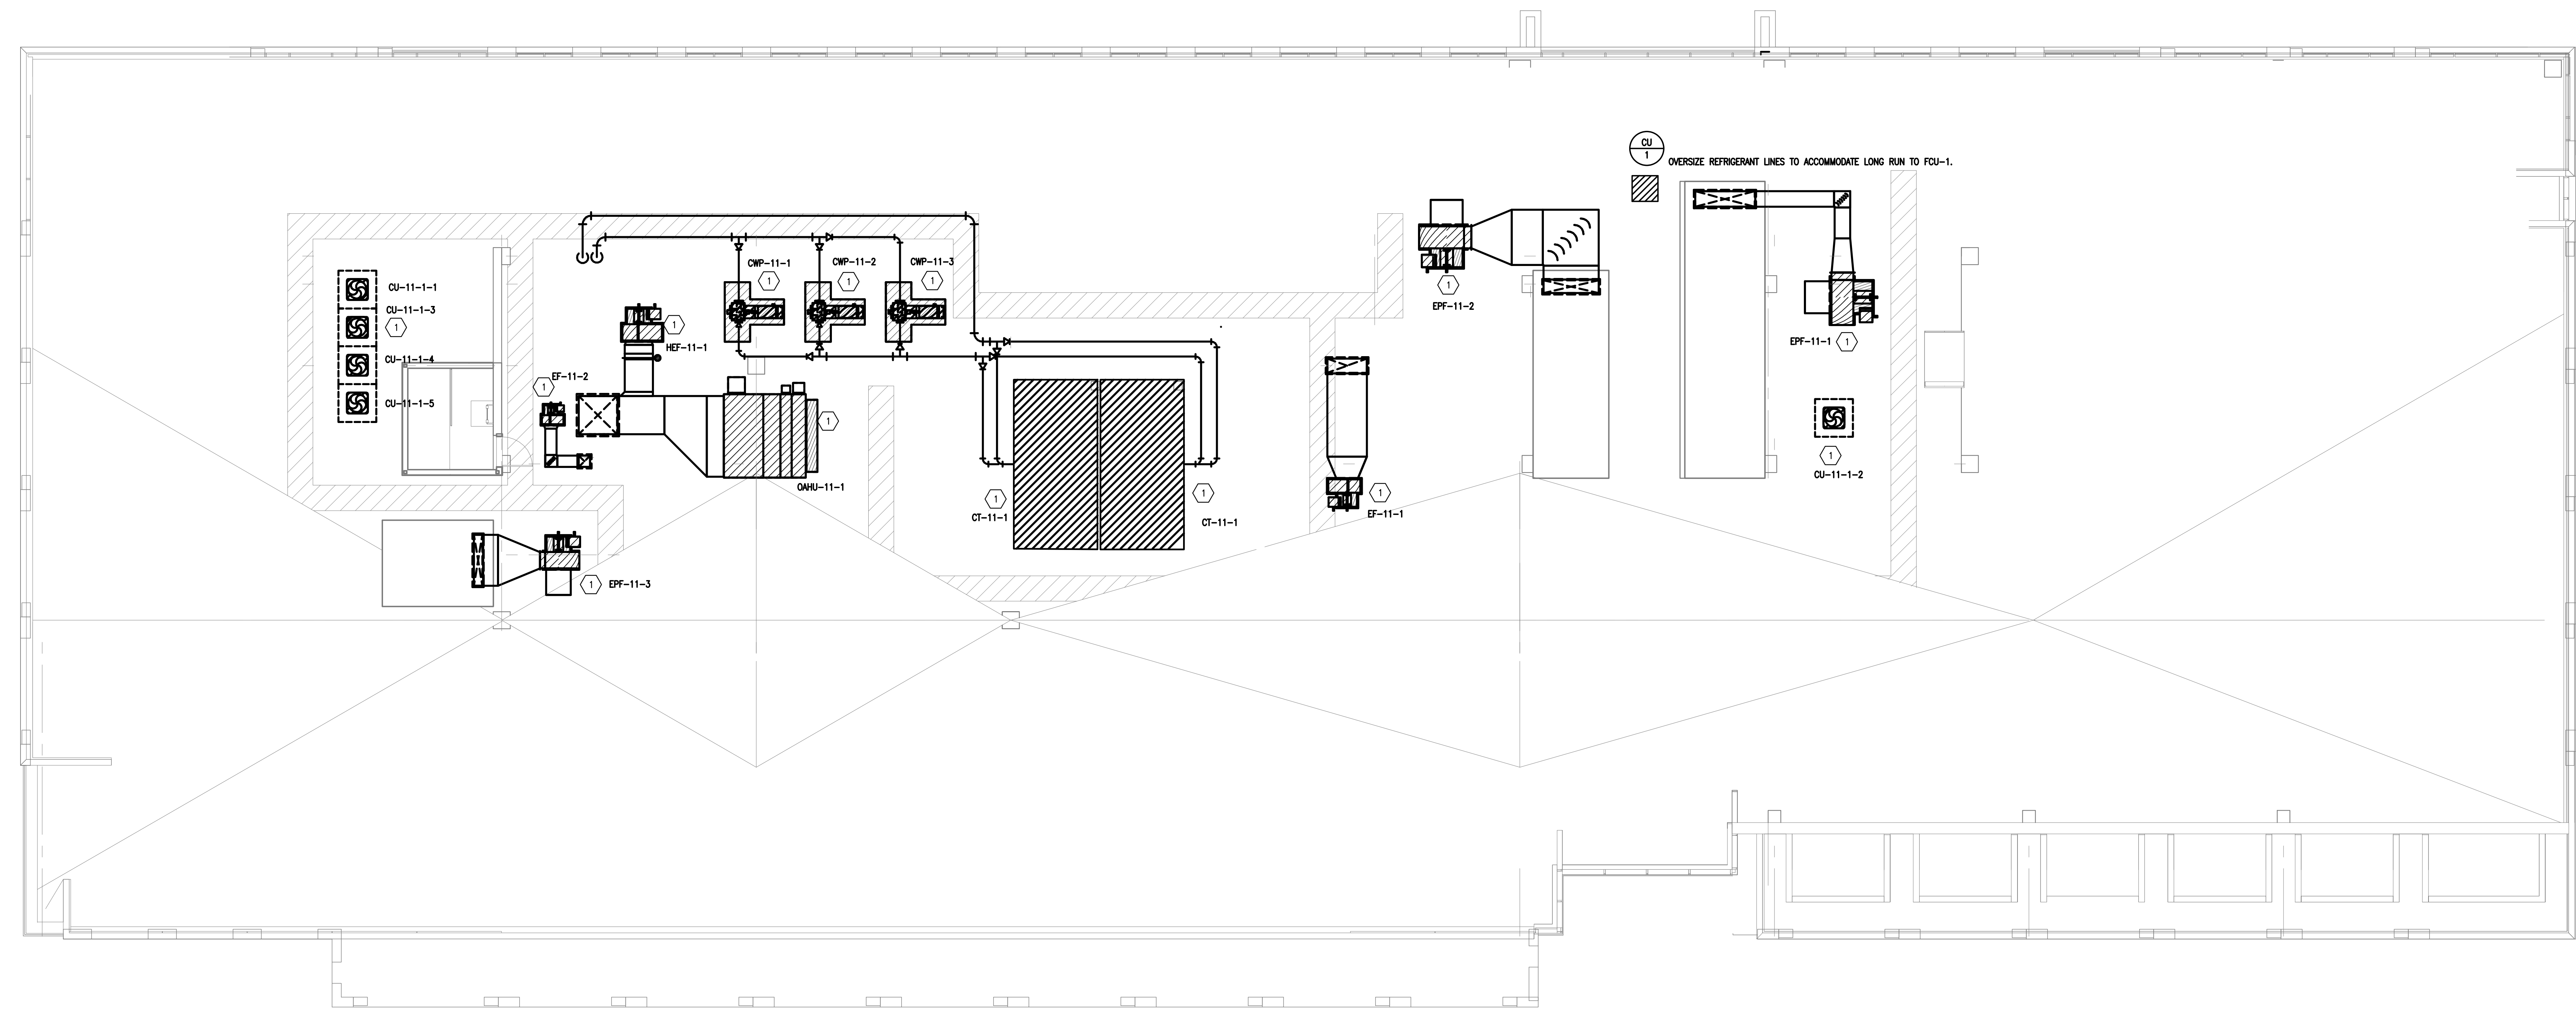 CU
1
OVERSIZE REFRIGERANT LINES TO ACCOMMODATE LONG RUN TO FCU-1.
CU-11-1-1
CU-11-1-3
1
CU-11-1-4
CU-11-1-5
CWP-11-1
1
CWP-11-2
1
CWP-11-3
1
1
HEF-11-1
EF-11-2
1
1
OAHU-11-1
1
EPF-11-3
1
CT-11-1
1
CT-11-1
1
EF-11-1
1
EPF-11-2
EPF-11-1
1
1
CU-11-1-2